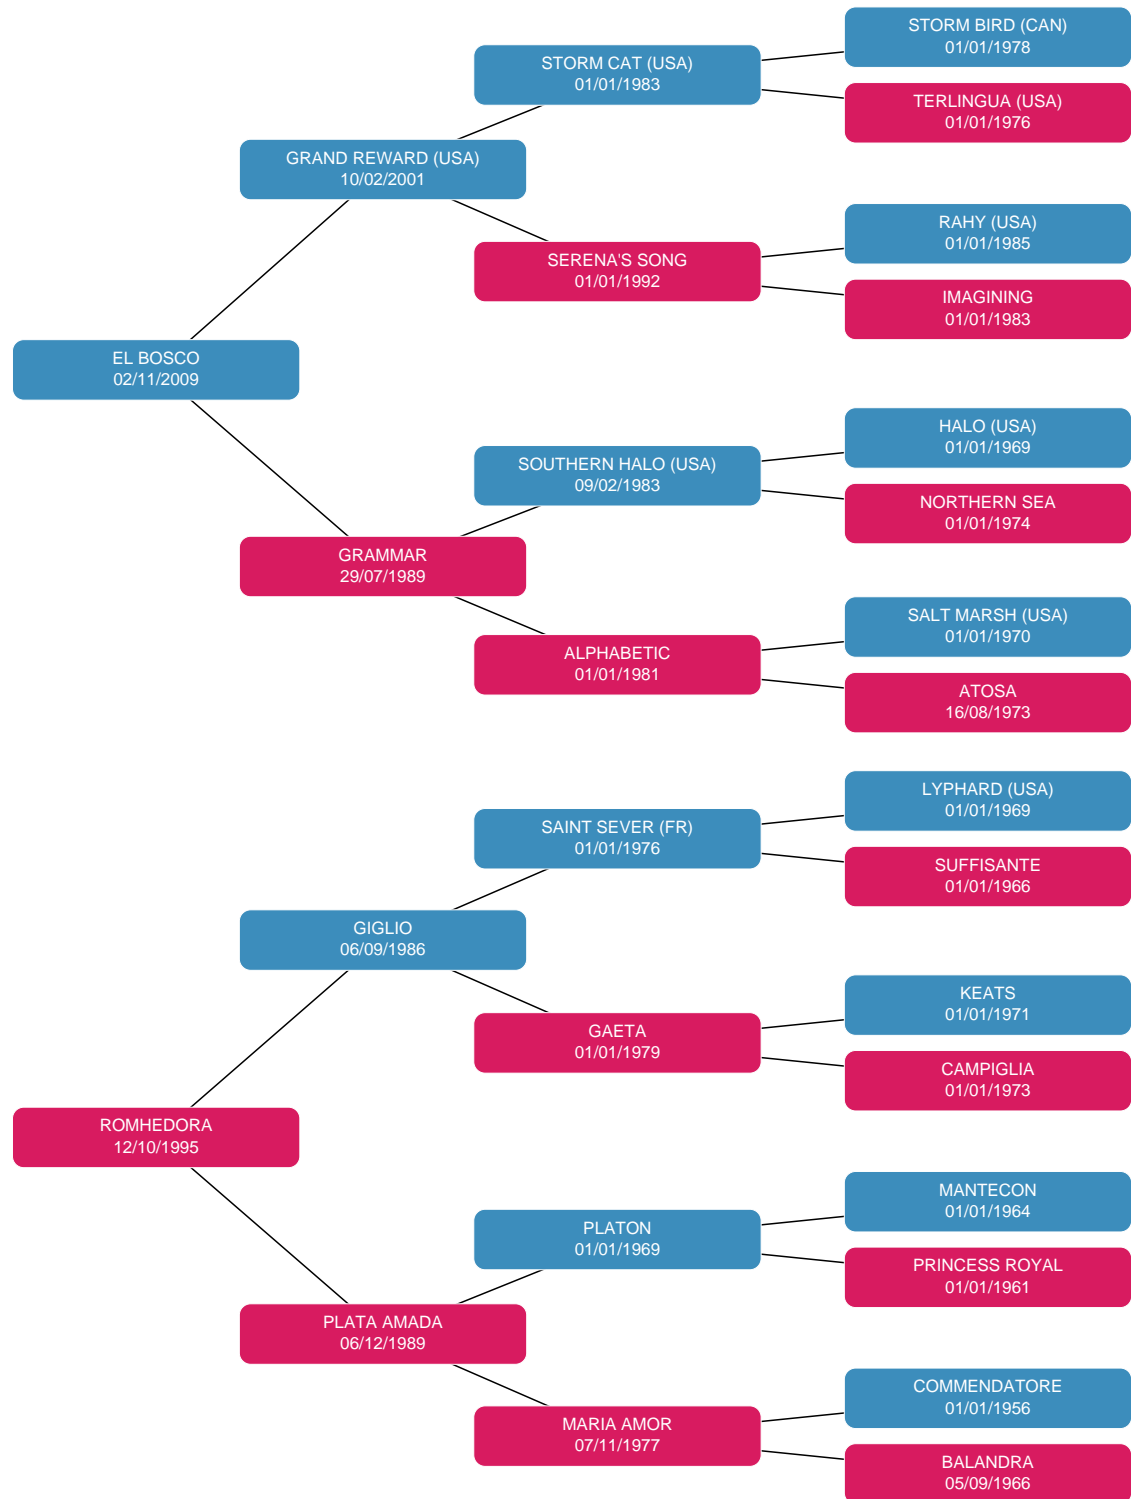 STORM BIRD (CAN)
01/01/1978
STORM CAT (USA)
01/01/1983
TERLINGUA (USA)
01/01/1976
GRAND REWARD (USA)
10/02/2001
RAHY (USA)
01/01/1985
SERENA'S SONG
01/01/1992
IMAGINING
01/01/1983
EL BOSCO
02/11/2009
HALO (USA)
01/01/1969
SOUTHERN HALO (USA)
09/02/1983
NORTHERN SEA
01/01/1974
GRAMMAR
29/07/1989
SALT MARSH (USA)
01/01/1970
ALPHABETIC
01/01/1981
ATOSA
16/08/1973
LYPHARD (USA)
01/01/1969
SAINT SEVER (FR)
01/01/1976
SUFFISANTE
01/01/1966
GIGLIO
06/09/1986
KEATS
01/01/1971
GAETA
01/01/1979
CAMPIGLIA
01/01/1973
ROMHEDORA
12/10/1995
MANTECON
01/01/1964
PLATON
01/01/1969
PRINCESS ROYAL
01/01/1961
PLATA AMADA
06/12/1989
COMMENDATORE
01/01/1956
MARIA AMOR
07/11/1977
BALANDRA
05/09/1966